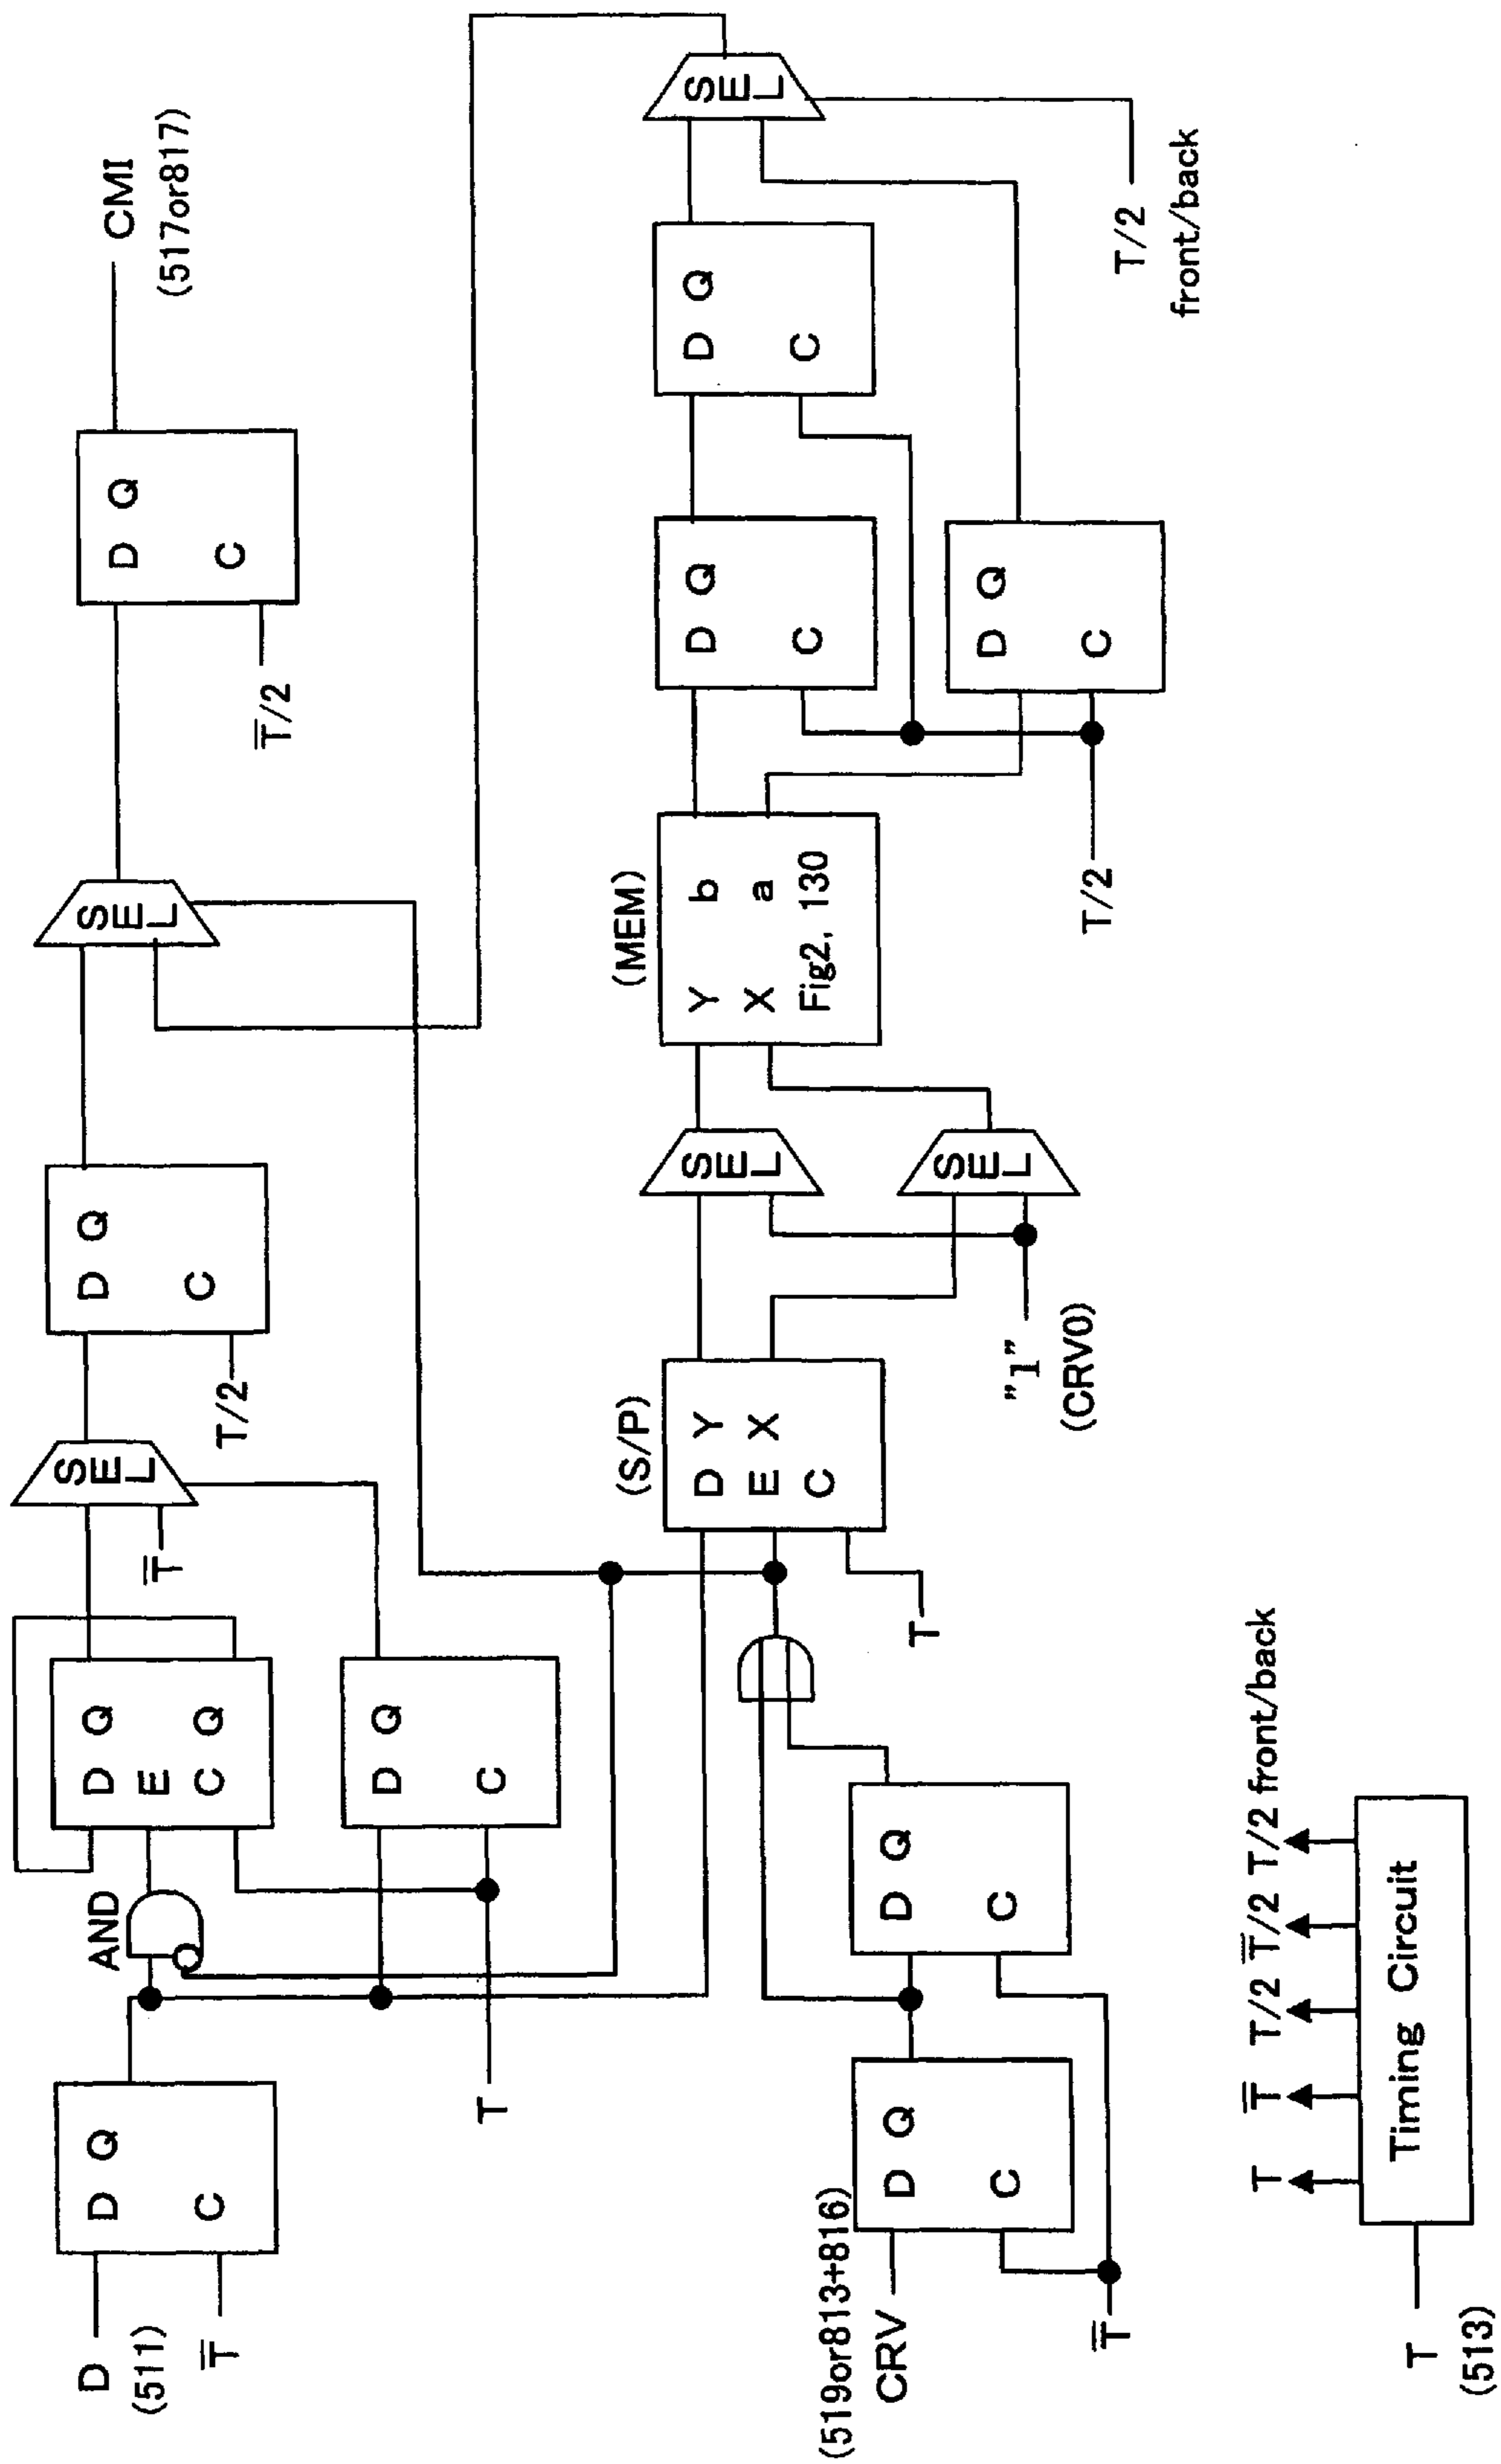 D
(511)
T̅
D Q
C
AND
D Q
E
C Q
D Q
C
T
T̅
SEL
D Q
C
T/2
SEL
D Q
C
T̅/2
CMI
(517or817)
(519or813+816)
CRV
D Q
C
T̅
D Q
C
(S/P)
D Y
E X
C
T
"1"
(CRV0)
SEL
SEL
(MEM)
Y b
X a
Fig2, 130
D Q
C
D Q
C
T/2
D Q
C
SEL
T/2
front/back
T
(513)
Timing Circuit
T T̅ T/2 T̅/2 T/2 front/back